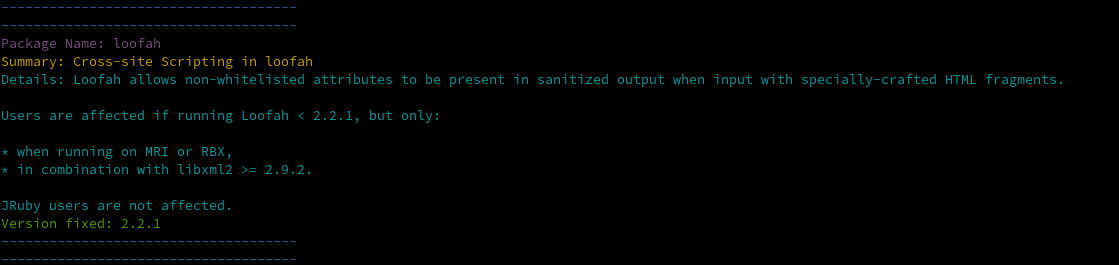 -------------------------------------
-------------------------------------
Package Name: loofah
Summary: Cross-site Scripting in loofah
Details: Loofah allows non-whitelisted attributes to be present in sanitized output when input with specially-crafted HTML fragments.
Users are affected if running Loofah < 2.2.1, but only:
* when running on MRI or RBX,
* in combination with libxml2 >= 2.9.2.
JRuby users are not affected.
Version fixed: 2.2.1
-------------------------------------
-------------------------------------